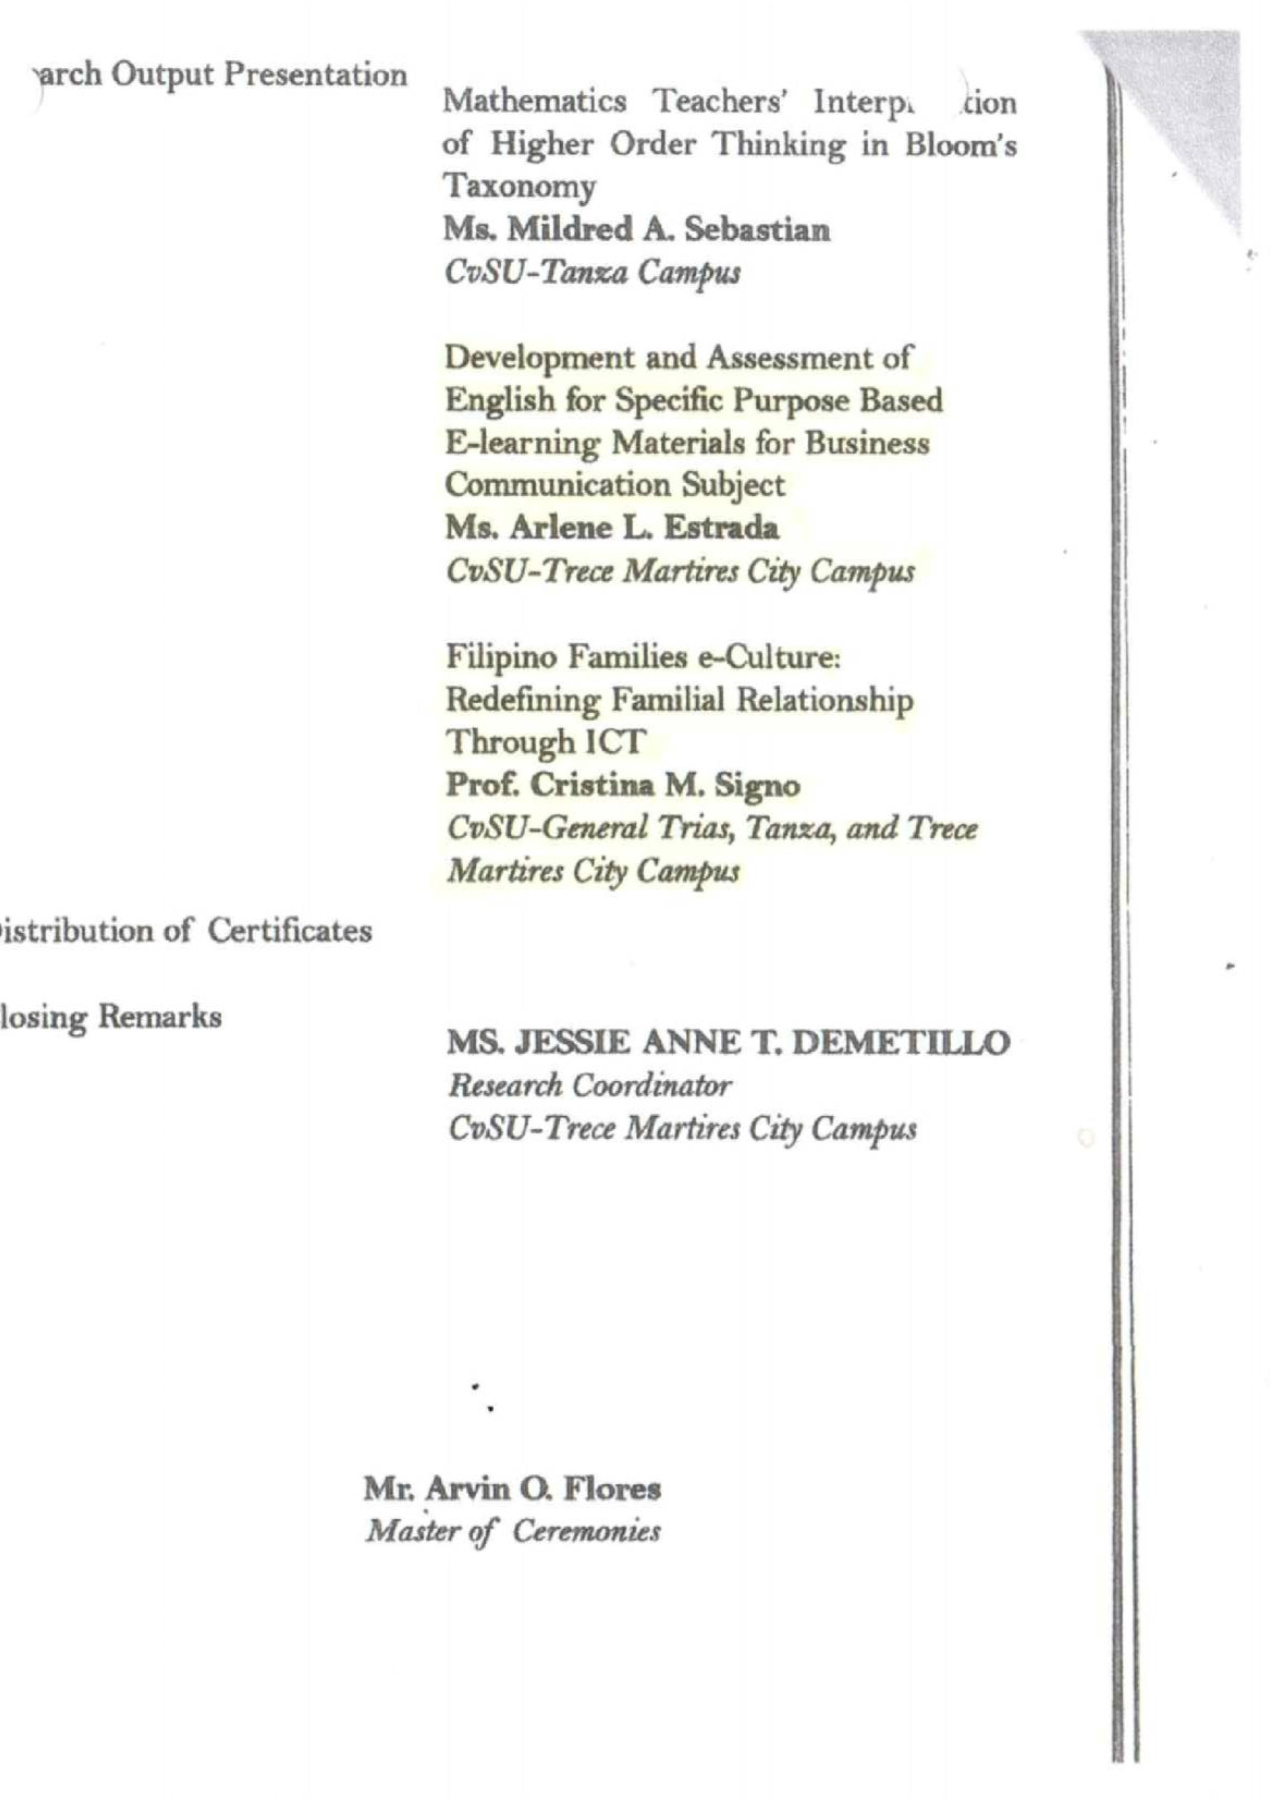 arch Output Presentation
Mathematics Teachers' Interp tion
of Higher Order Thinking in Bloom's
Taxonomy
Ms. Mildred A. Sebastian
CvSU-Tanza Campus
Development and Assessment of
English for Specific Purpose Based
E-learning Materials for Business
Communication Subject
Ms. Arlene L. Estrada
CvSU-Trece Martires City Campus
Filipino Families e-Culture:
Redefining Familial Relationship
Through ICT
Prof. Cristina M. Signo
CvSU-General Trias, Tanza, and Trece
Martires City Campus
istribution of Certificates
losing Remarks
MS. JESSIE ANNE T. DEMETILLO
Research Coordinator
CvSU-Trece Martires City Campus
Mr. Arvin O. Flores
Master of Ceremonies